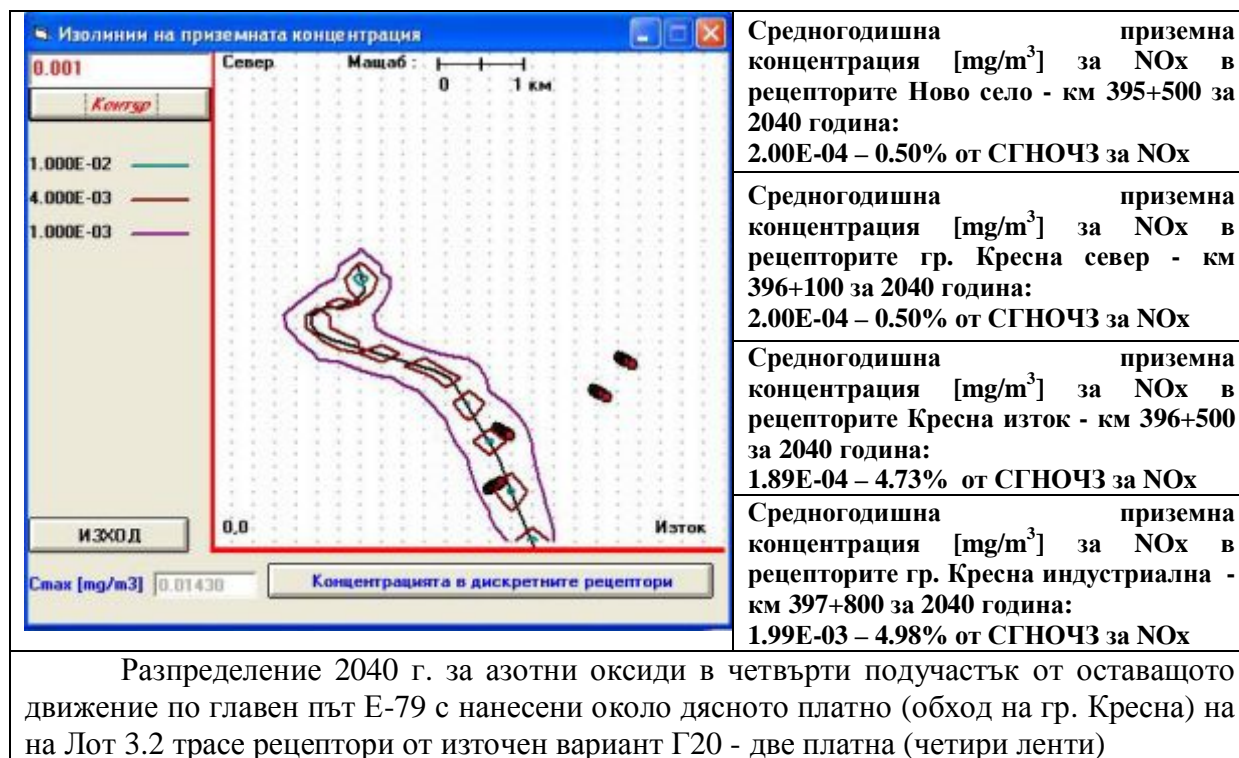 Изолинии на приземната концентрация
0.001
Контур
1.000E-02
4.000E-03
1.000E-03
ИЗХОД
Север
Мащаб :
0 1 км
0,0
Изток
Cmax [mg/m3] 0.01430
Концентрацията в дискретните рецептори
Средногодишна приземна
концентрация [mg/m³] за NOx в
рецепторите Ново село - км 395+500 за
2040 година:
2.00E-04 – 0.50% от СГНОЧЗ за NOx
Средногодишна приземна
концентрация [mg/m³] за NOx в
рецепторите гр. Кресна север - км
396+100 за 2040 година:
2.00E-04 – 0.50% от СГНОЧЗ за NOx
Средногодишна приземна
концентрация [mg/m³] за NOx в
рецепторите Кресна изток - км 396+500
за 2040 година:
1.89E-04 – 4.73% от СГНОЧЗ за NOx
Средногодишна приземна
концентрация [mg/m³] за NOx в
рецепторите гр. Кресна индустриална -
км 397+800 за 2040 година:
1.99E-03 – 4.98% от СГНОЧЗ за NOx
Разпределение 2040 г. за азотни оксиди в четвърти подучастък от оставащото
движение по главен път Е-79 с нанесени около дясното платно (обход на гр. Кресна) на
на Лот 3.2 трасе рецептори от източен вариант Г20 - две платна (четири ленти)